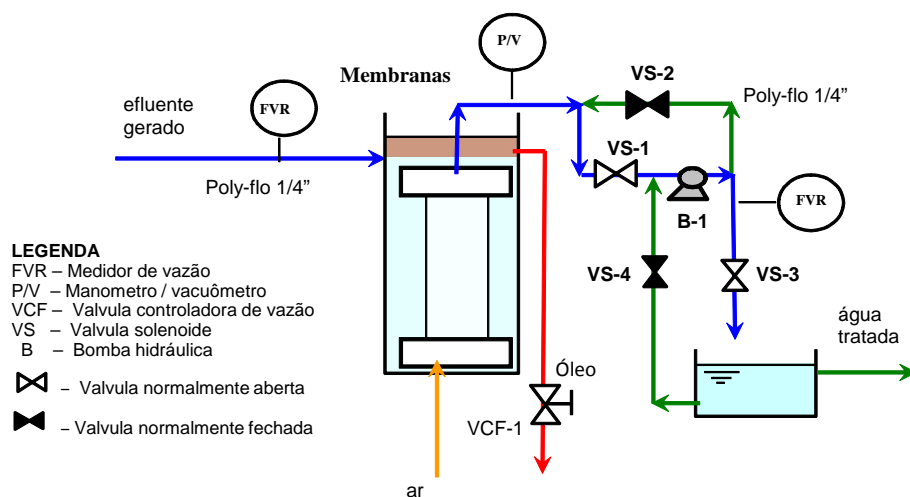 P/V
VS-2
Membranas
efluente
gerado
FVR
Poly-flo 1/4”
VS-1
Poly-flo 1/4”
FVR
B-1
LEGENDA
FVR – Medidor de vazão
P/V – Manometro / vacuômetro
VCF – Valvula controladora de vazão
VS – Valvula solenoide
B – Bomba hidráulica
– Valvula normalmente aberta
– Valvula normalmente fechada
VS-4
VS-3
água
tratada
Óleo
VCF-1
ar